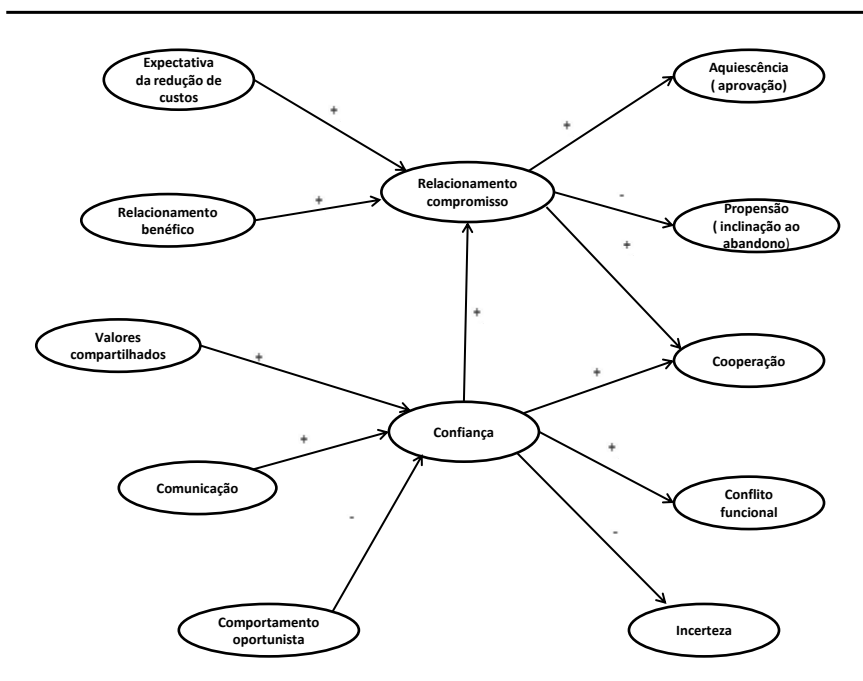 Expectativa
da redução de
custos
+
Relacionamento
benéfico
+
Valores
compartilhados
+
Comunicação
+
Comportamento
oportunista
-
Relacionamento
compromisso
+
Confiança
+
Aquiescência
( aprovação)
-
Propensão
( inclinação ao
abandono)
+
Cooperação
+
+
Conflito
funcional
-
Incerteza